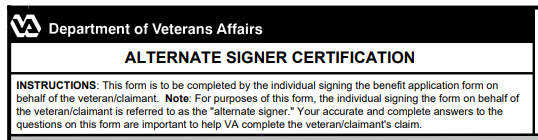 VA Department of Veterans Affairs
ALTERNATE SIGNER CERTIFICATION
INSTRUCTIONS: This form is to be completed by the individual signing the benefit application form on
behalf of the veteran/claimant. Note: For purposes of this form, the individual signing the form on behalf of
the veteran/claimant is referred to as the "alternate signer." Your accurate and complete answers to the
questions on this form are important to help VA complete the veteran/claimant's claim.